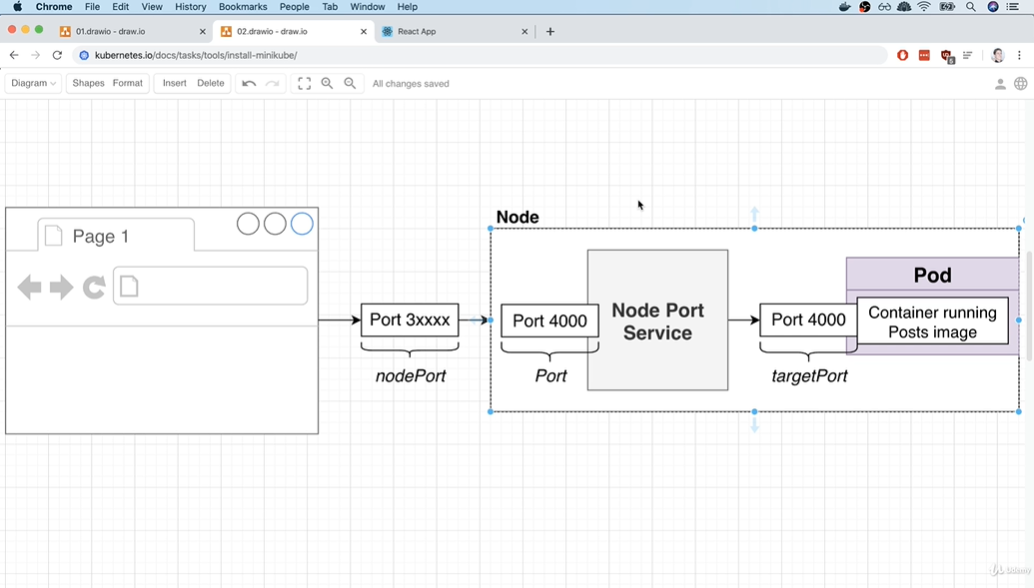 Chrome File Edit View History Bookmarks People Tab Window Help
01.drawio - draw.io
02.drawio - draw.io
React App
kubernetes.io/docs/tasks/tools/install-minikube/
Diagram Shapes Format Insert Delete All changes saved
Node
Page 1
Pod
Port 3xxxx
Port 4000
Node Port
Service
Port 4000
Container running
Posts image
nodePort
Port
targetPort
Udemy